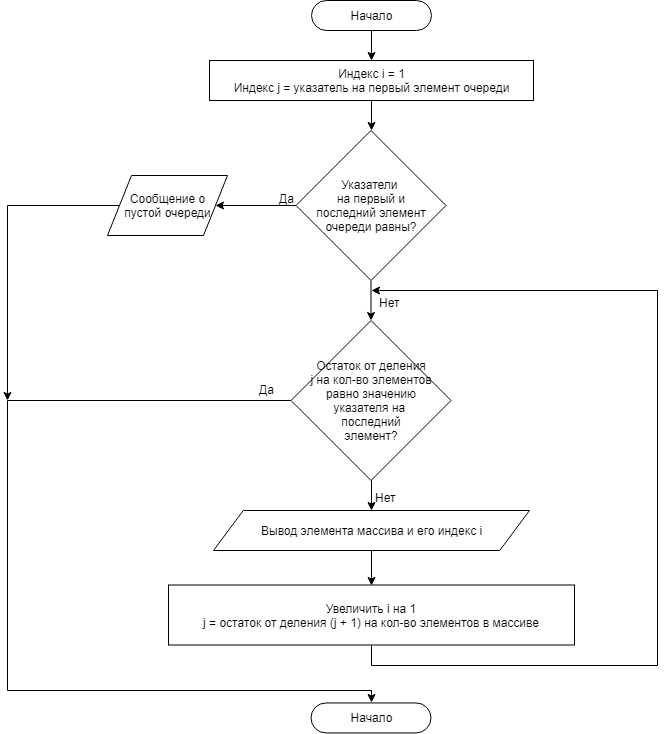 Начало
Индекс i = 1
Индекс j = указатель на первый элемент очереди
Указатели
на первый и
последний элемент
очереди равны?
Да
Сообщение о
пустой очереди
Нет
Остаток от деления
j на кол-во элементов
равно значению
указателя на
последний
элемент?
Да
Нет
Вывод элемента массива и его индекс i
Увеличить i на 1
j = остаток от деления (j + 1) на кол-во элементов в массиве
Начало